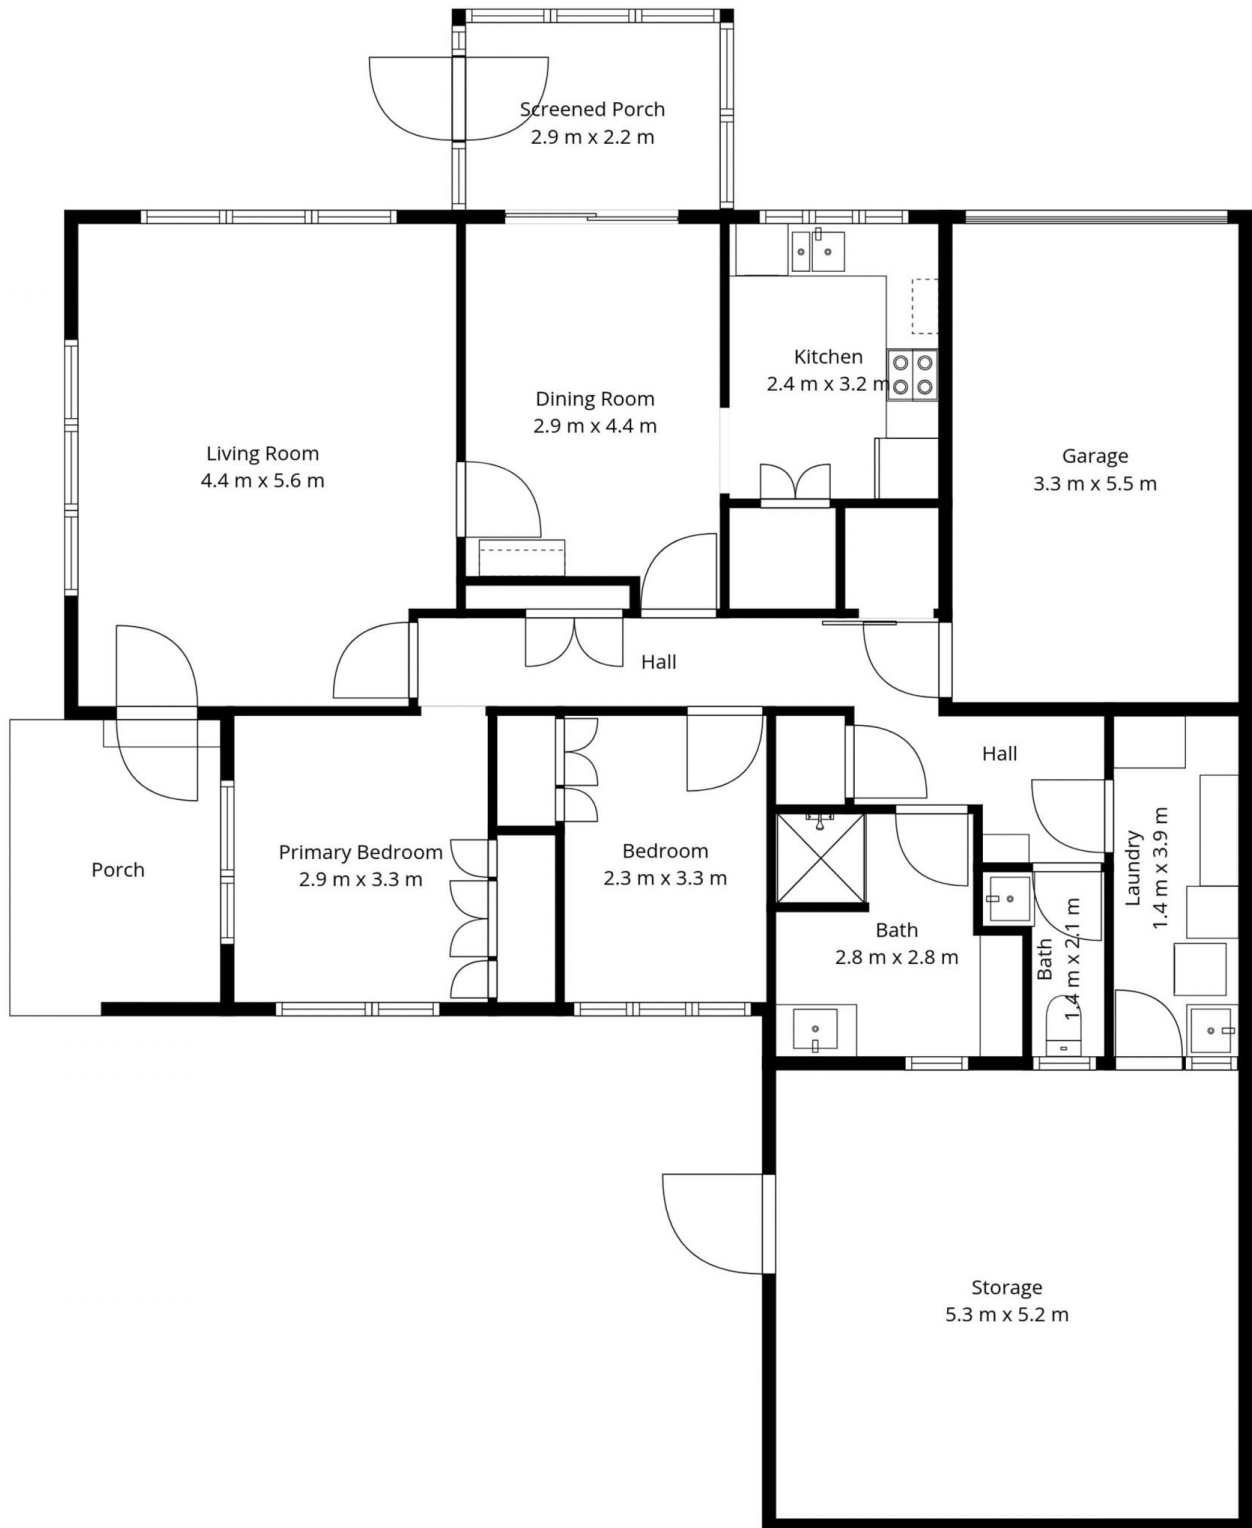 Screened Porch
2.9 m x 2.2 m
Kitchen
2.4 m x 3.2 m
Dining Room
2.9 m x 4.4 m
Living Room
4.4 m x 5.6 m
Garage
3.3 m x 5.5 m
Hall
Hall
Porch
Primary Bedroom
2.9 m x 3.3 m
Bedroom
2.3 m x 3.3 m
Bath
2.8 m x 2.8 m
Bath
1.4 m x 2.1 m
Laundry
1.4 m x 3.9 m
Storage
5.3 m x 5.2 m